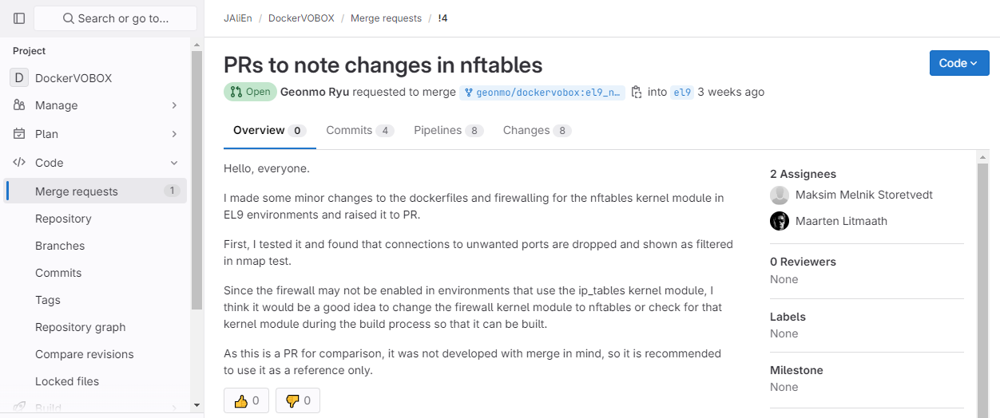 Search or go to...
Project
D DockerVOBOX
Manage
Plan
Code
Merge requests 1
Repository
Branches
Commits
Tags
Repository graph
Compare revisions
Locked files
Build
JAliEn / DockerVOBOX / Merge requests / !4
PRs to note changes in nftables
Code
Open Geonmo Ryu requested to merge geonmo/dockervobox:el9_n… into el9 3 weeks ago
Overview 0 Commits 4 Pipelines 8 Changes 8
Hello, everyone.
I made some minor changes to the dockerfiles and firewalling for the nftables kernel module in
EL9 environments and raised it to PR.
First, I tested it and found that connections to unwanted ports are dropped and shown as filtered
in nmap test.
Since the firewall may not be enabled in environments that use the ip_tables kernel module, I
think it would be a good idea to change the firewall kernel module to nftables or check for that
kernel module during the build process so that it can be built.
As this is a PR for comparison, it was not developed with merge in mind, so it is recommended
to use it as a reference only.
0 0
2 Assignees
Maksim Melnik Storetvedt
Maarten Litmaath
0 Reviewers
None
Labels
None
Milestone
None